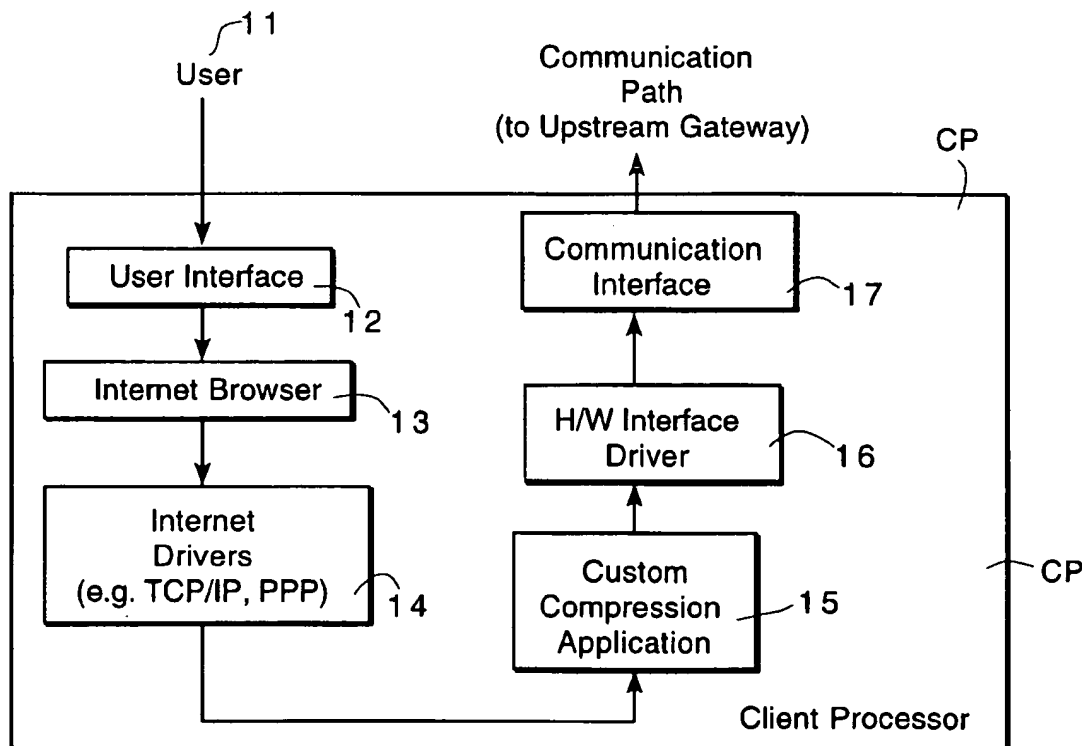 11
User
Communication
Path
(to Upstream Gateway)
CP
User Interface
12
Internet Browser
13
Internet
Drivers
(e.g. TCP/IP, PPP)
14
Communication
Interface
17
H/W Interface
Driver
16
Custom
Compression
Application
15
CP
Client Processor